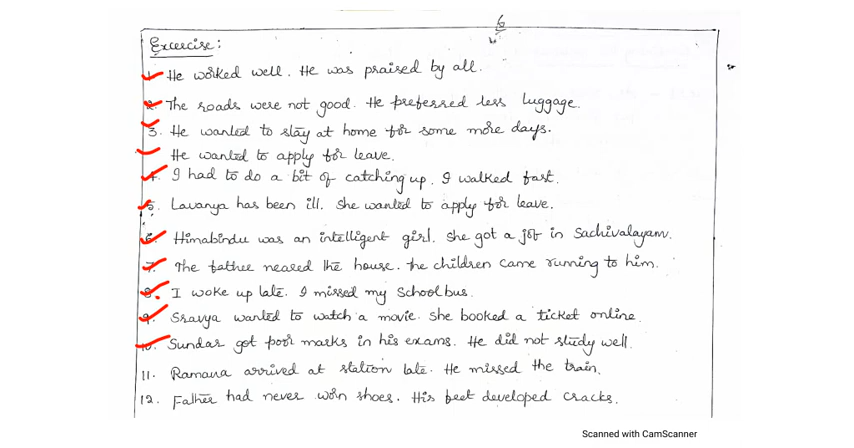 6
Excercise:
1. He worked well. He was praised by all.
2. The roads were not good. He preferred less luggage.
3. He wanted to stay at home for some more days.
He wanted to apply for leave.
4. I had to do a bit of catching up. I walked fast.
5. Lavanya has been ill. She wanted to apply for leave.
6. Himabindu was an intelligent girl. She got a job in Sachivalayam.
7. The father neared the house. The children came running to him.
8. I woke up late. I missed my School bus.
9. Sravya wanted to watch a movie. She booked a ticket online.
10. Sundar got poor marks in his exams. He did not study well.
11. Ramana arrived at station late. He missed the train.
12. Father had never worn shoes. His feet developed cracks.
Scanned with CamScanner